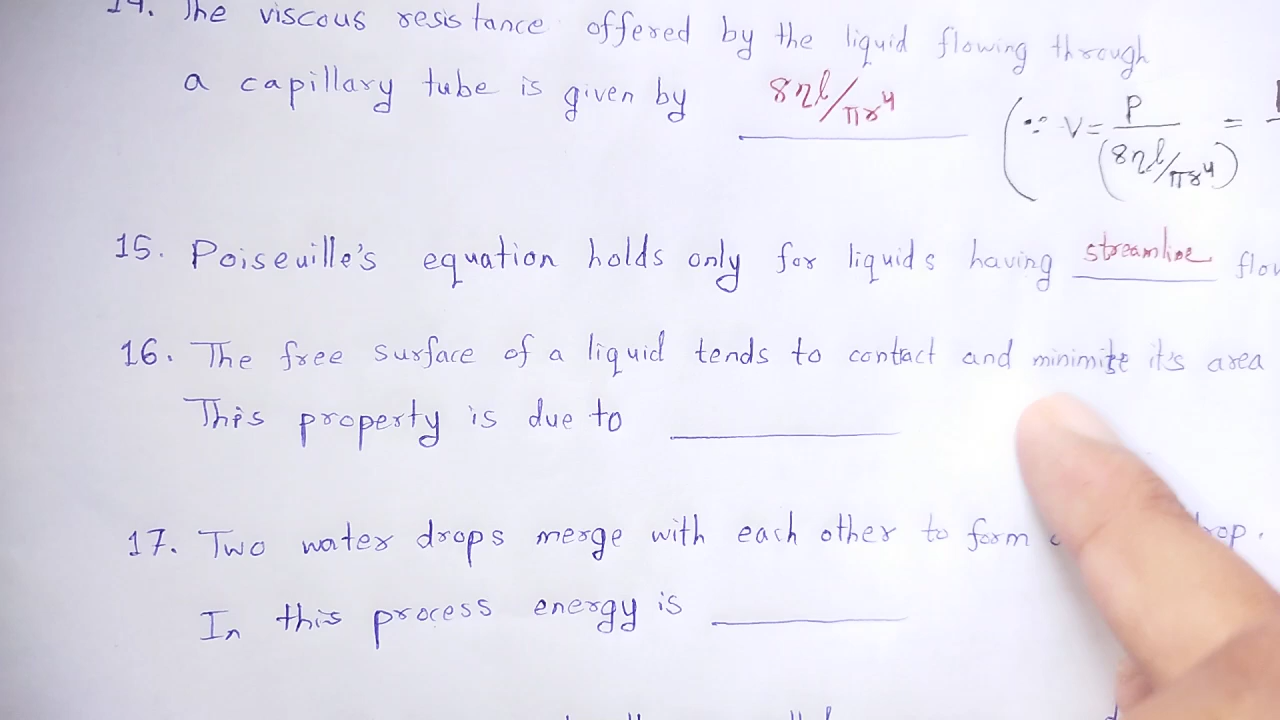 14. The viscous resistance offered by the liquid flowing through
a capillary tube is given by 8ηl/πr⁴ (∵ V = P/(8ηl/πr⁴) =
15. Poiseuille's equation holds only for liquids having streamline flow
16. The free surface of a liquid tends to contact and minimize it's area
This property is due to
17. Two water drops merge with each other to form
In this process energy is